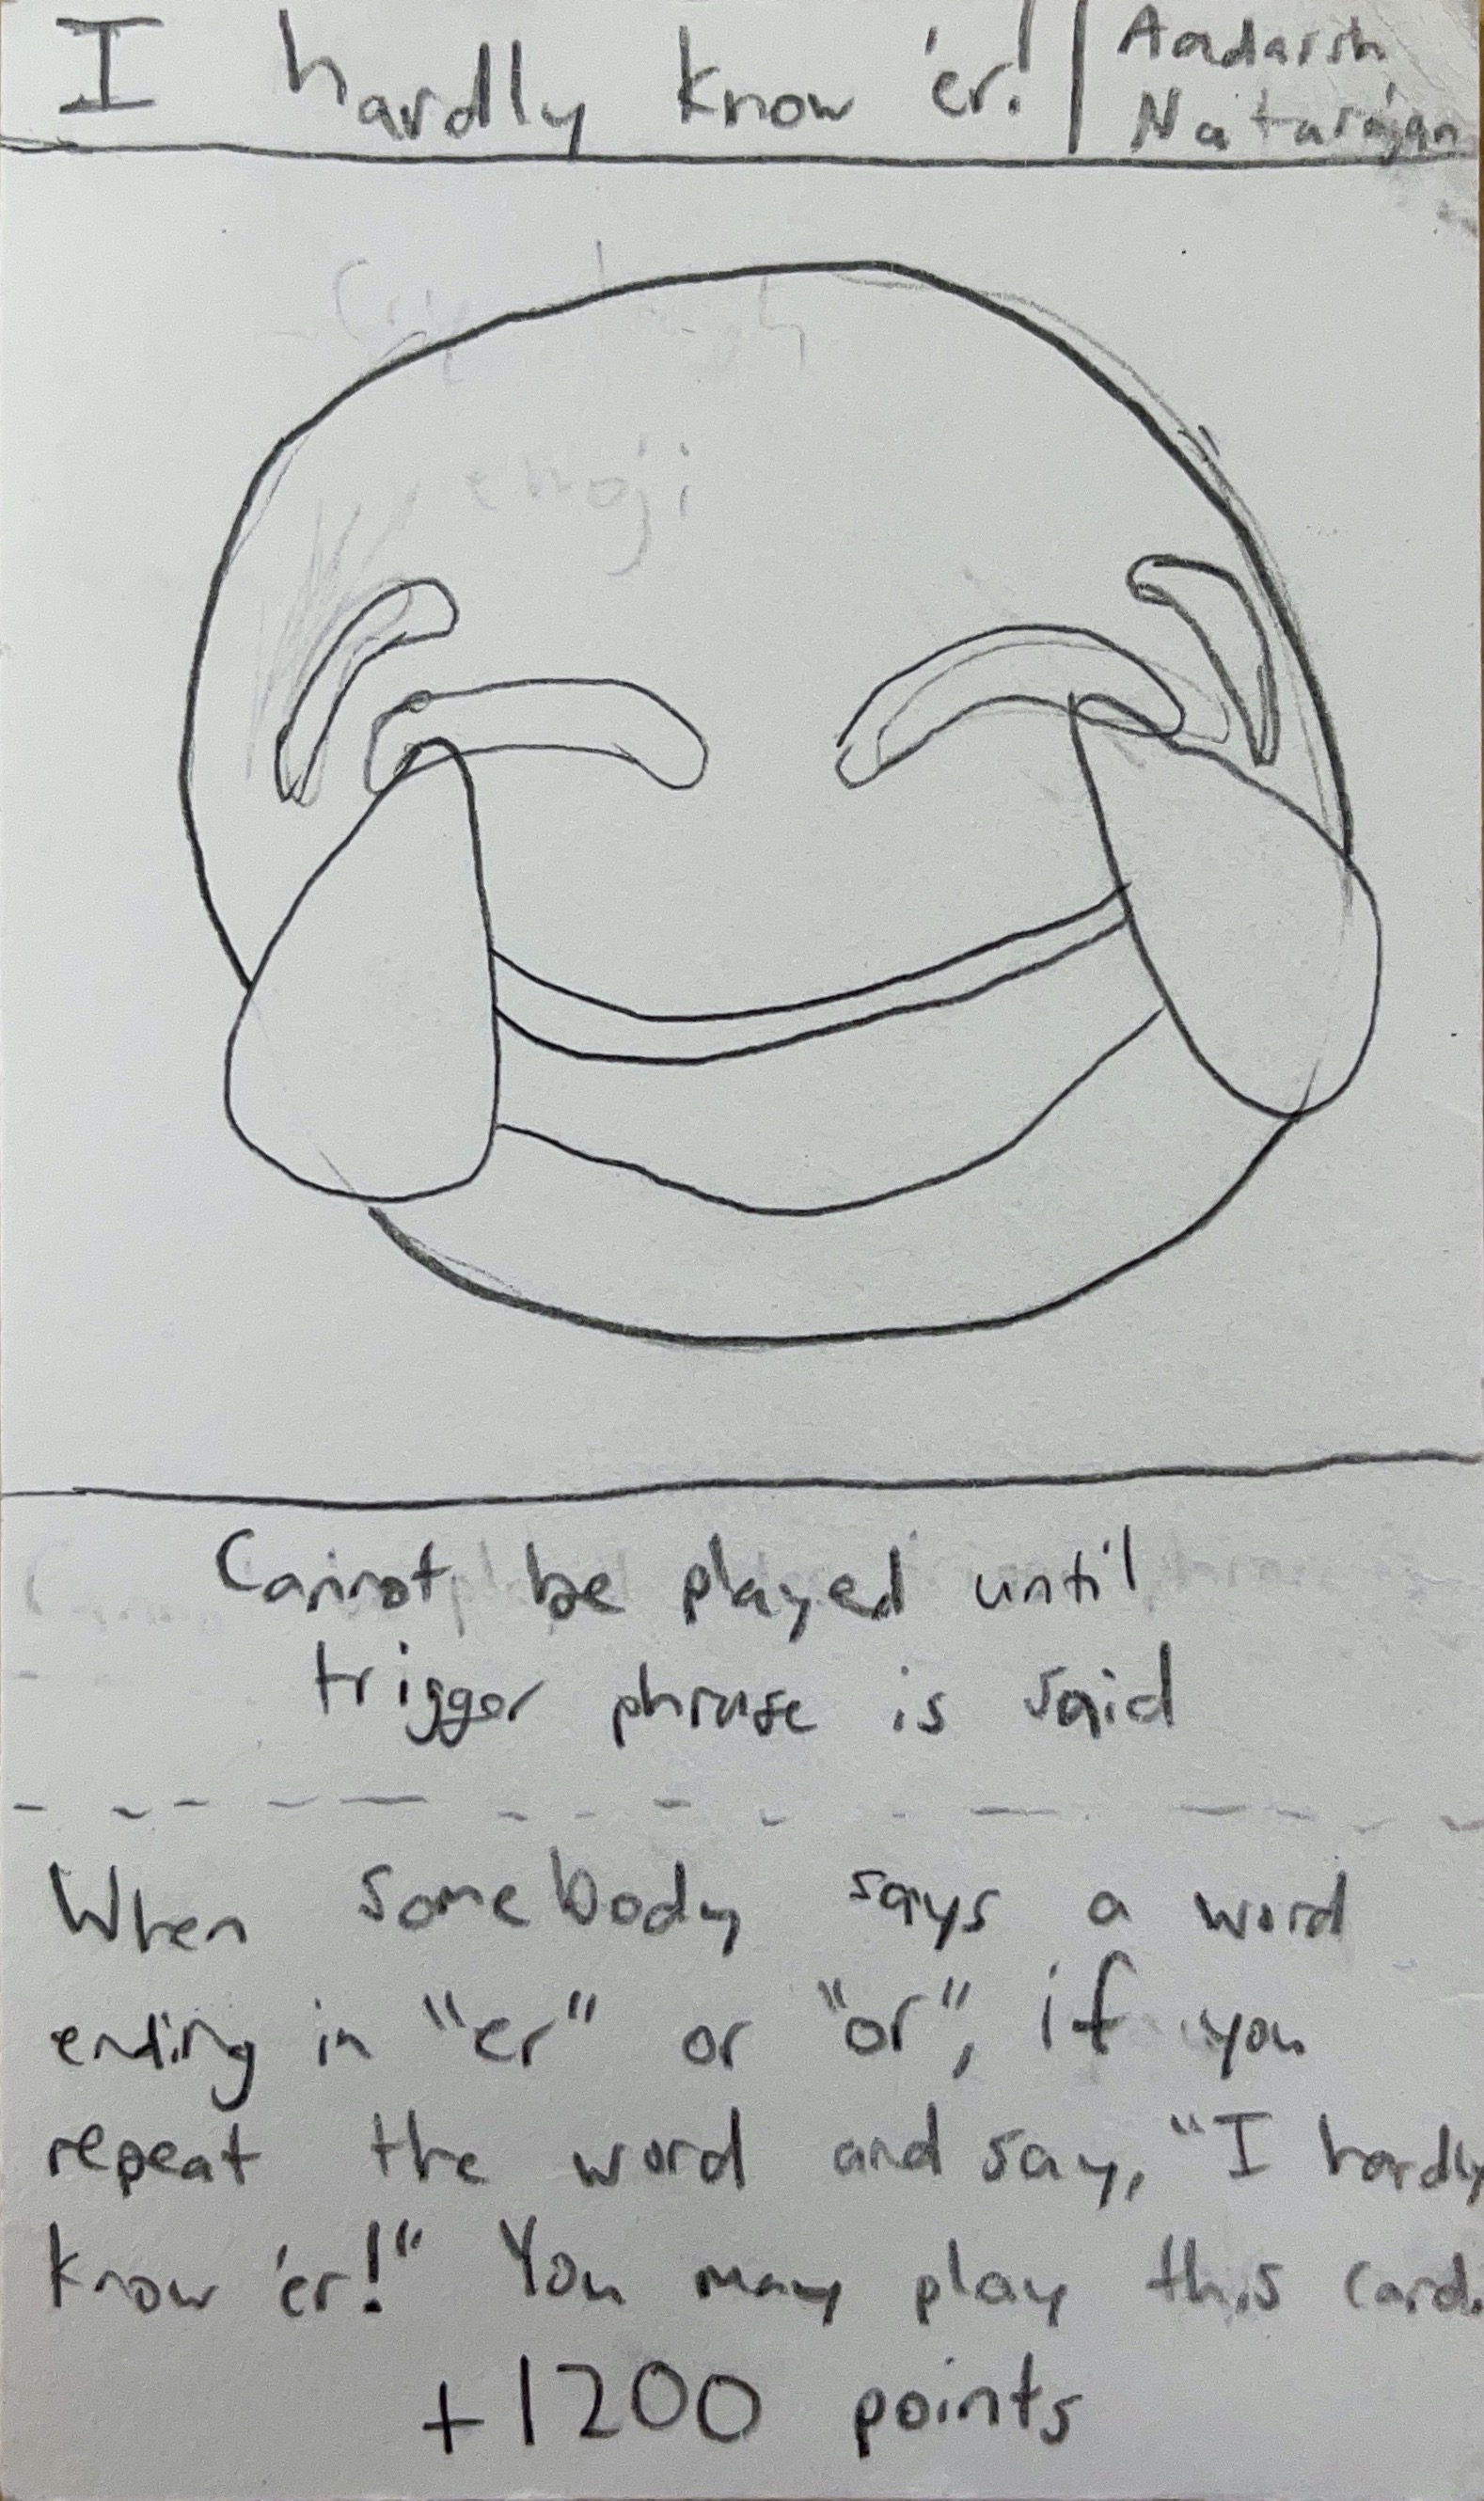 I hardly know 'er!
Aadarsh
Natarajan
emoji
Cannot be played until
trigger phrase is said
When somebody says a word
ending in "er" or "or", if you
repeat the word and say, "I hardly
know 'er!" You may play this card.
+1200 points